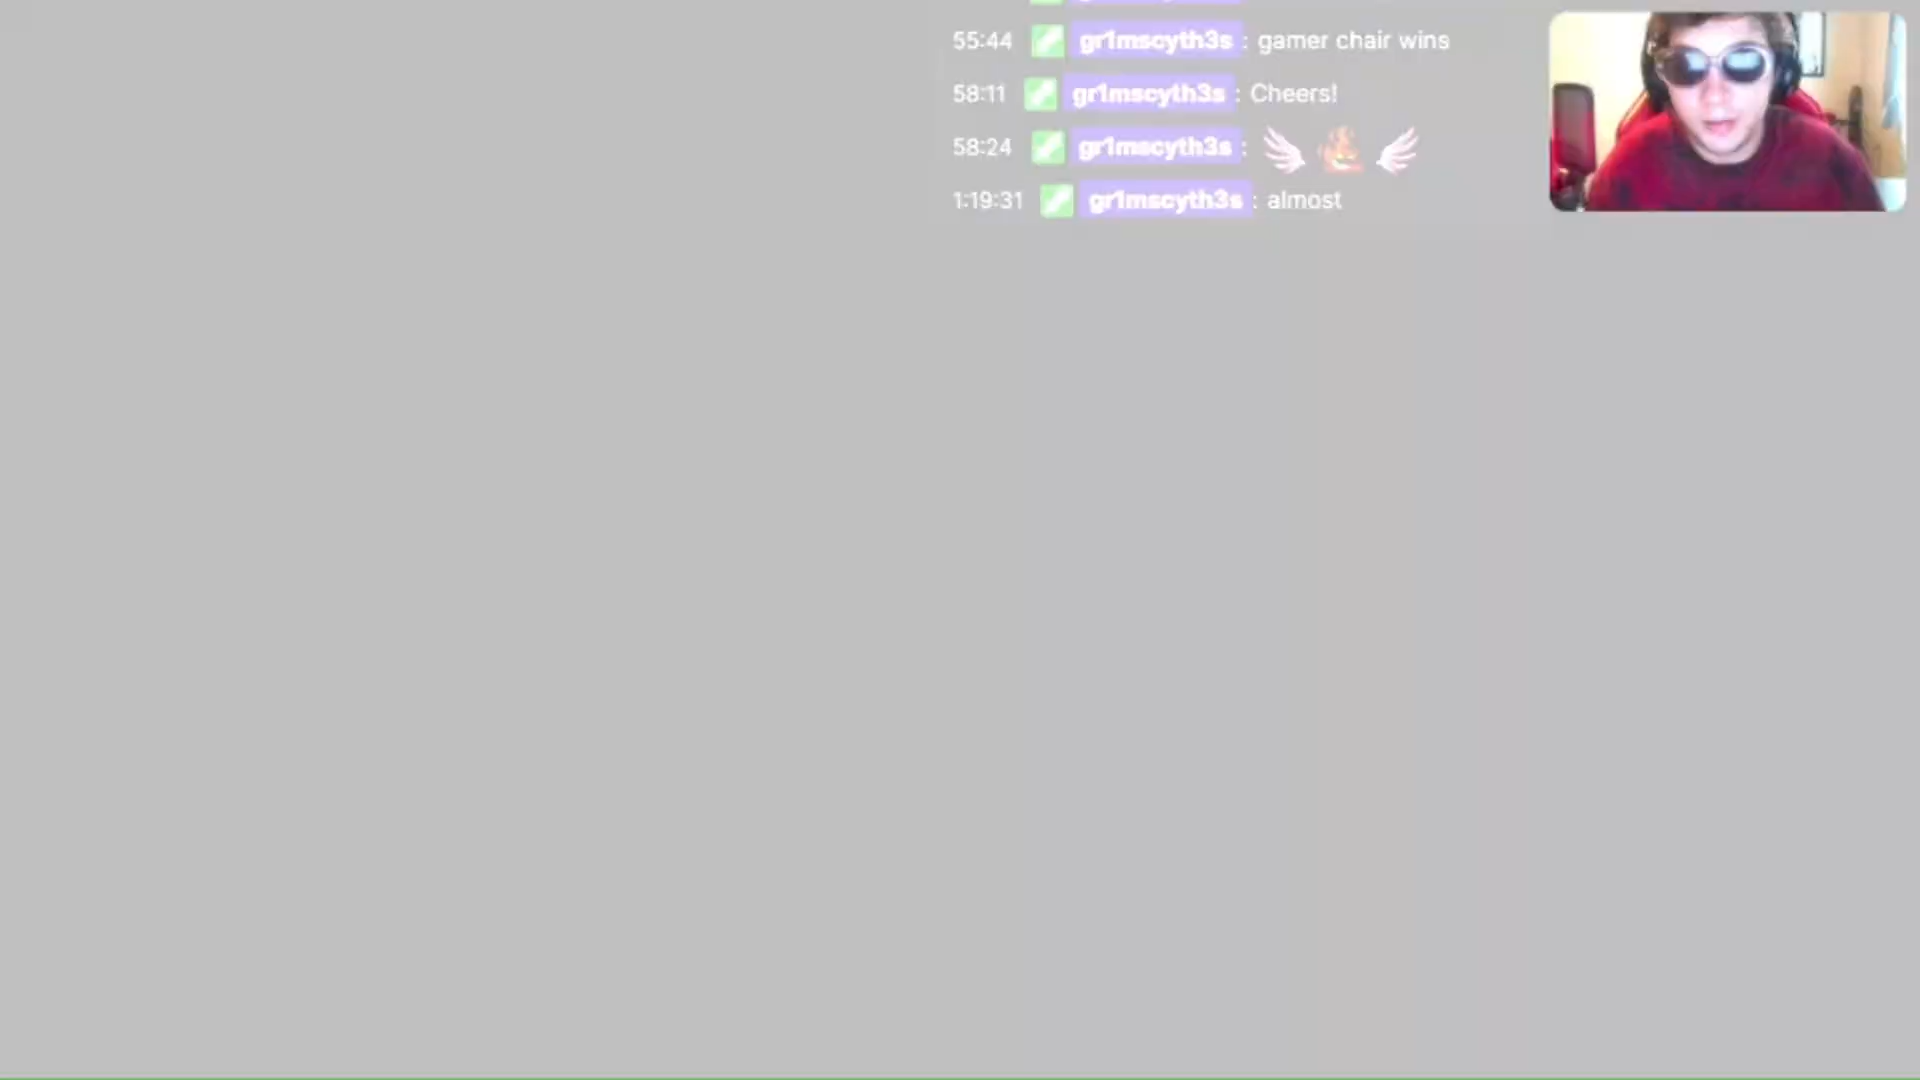 55:44 gr1mscyth3s : gamer chair wins
58:11 gr1mscyth3s : Cheers!
58:24 gr1mscyth3s :
1:19:31 gr1mscyth3s : almost